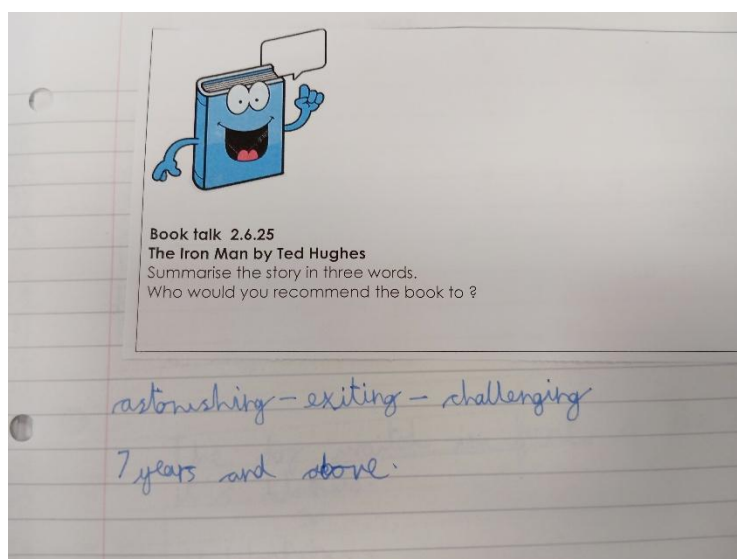 Book talk 2.6.25
The Iron Man by Ted Hughes
Summarise the story in three words.
Who would you recommend the book to ?
astonishing - exiting - challenging
7 years and above.